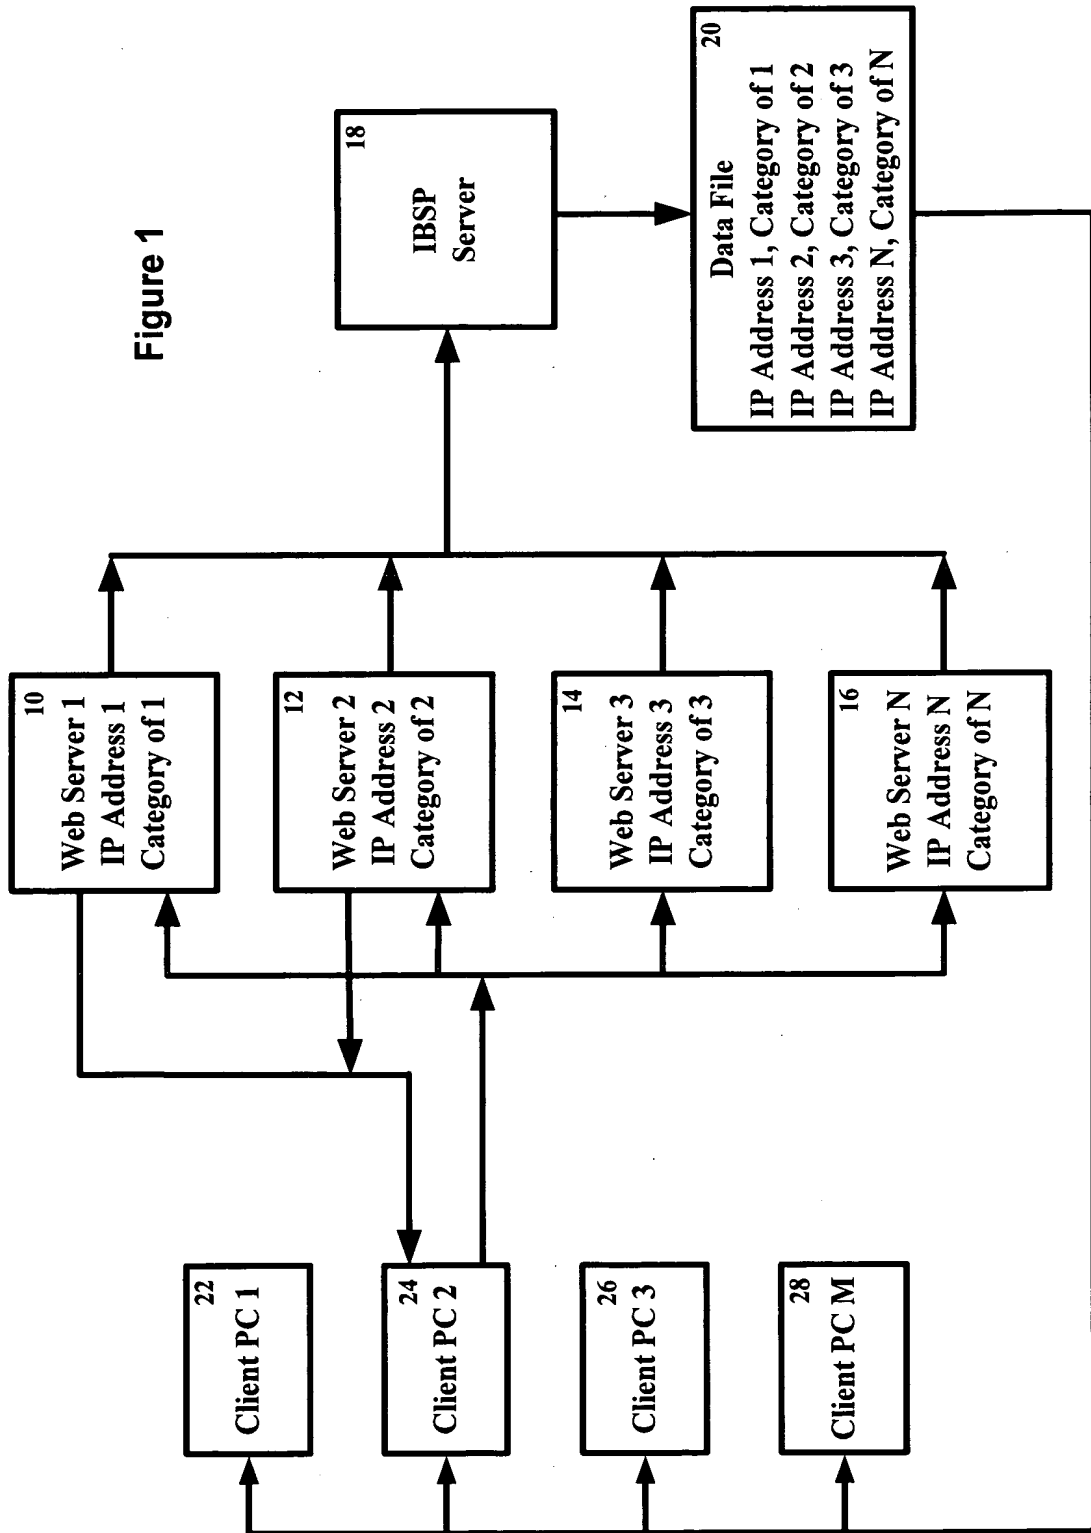 Figure 1
10
Web Server 1
IP Address 1
Category of 1
12
Web Server 2
IP Address 2
Category of 2
14
Web Server 3
IP Address 3
Category of 3
16
Web Server N
IP Address N
Category of N
18
IBSP
Server
20
Data File
IP Address 1, Category of 1
IP Address 2, Category of 2
IP Address 3, Category of 3
IP Address N, Category of N
22
Client PC 1
24
Client PC 2
26
Client PC 3
28
Client PC M